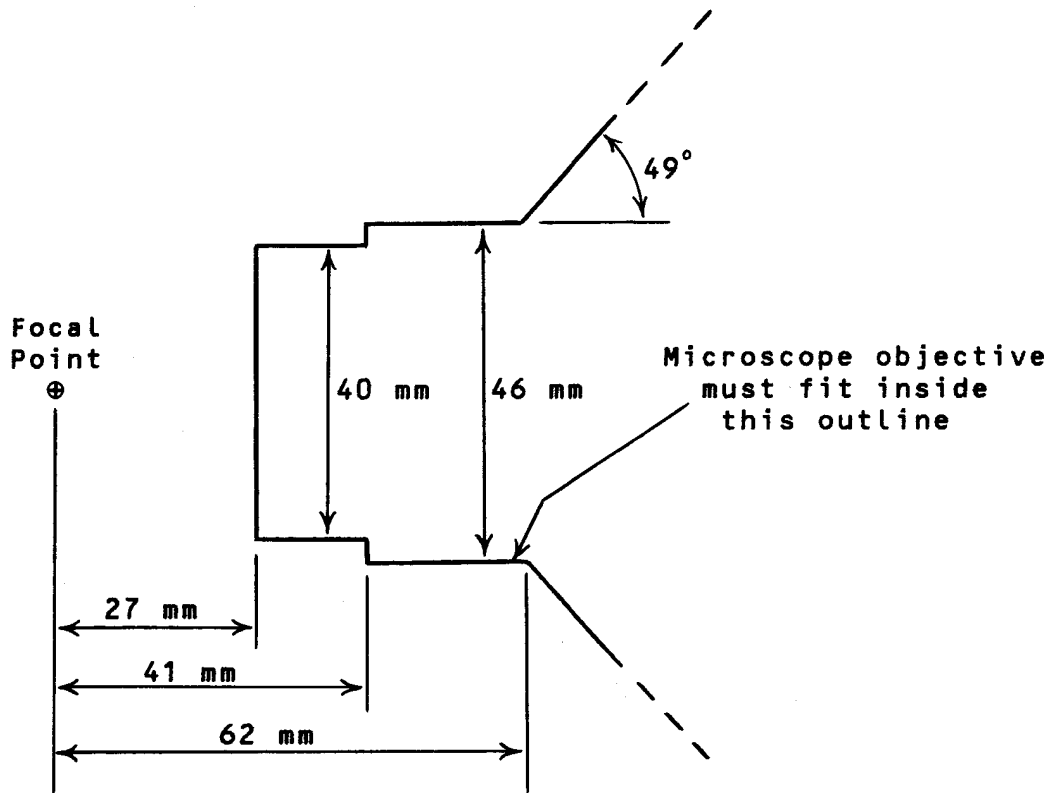 49°
Focal
Point
40 mm
46 mm
Microscope objective
must fit inside
this outline
27 mm
41 mm
62 mm